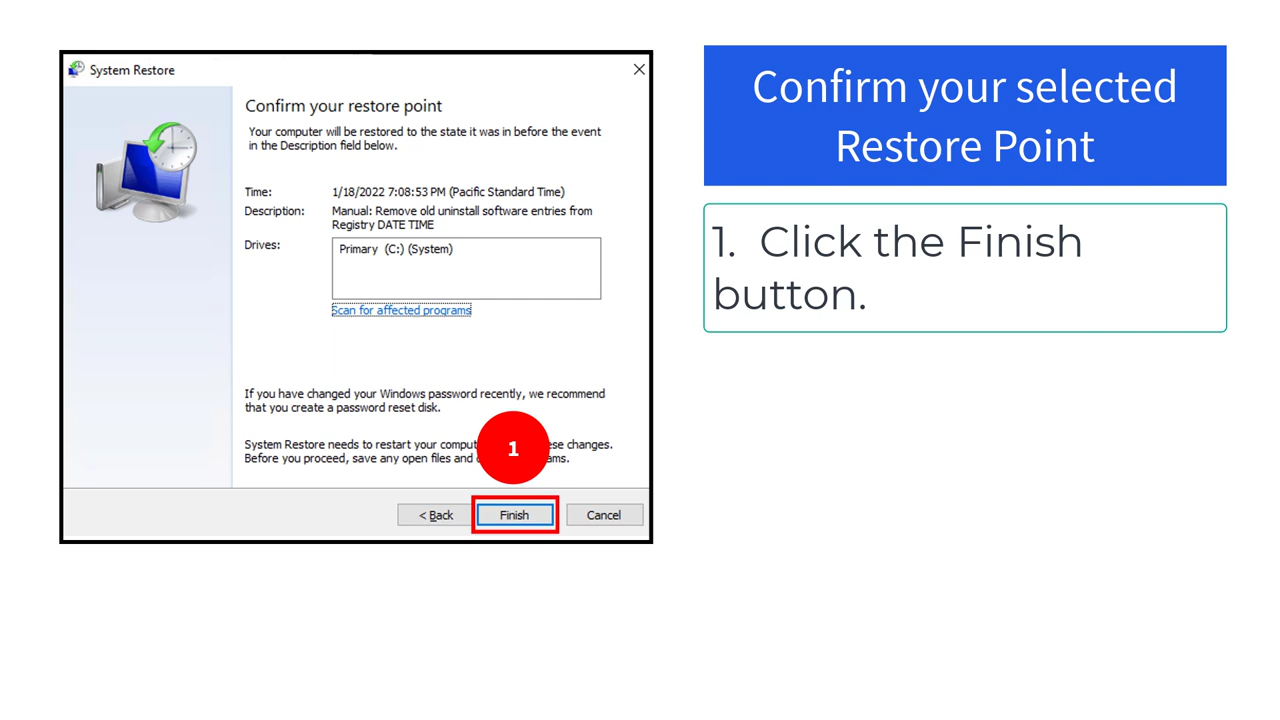 System Restore
Confirm your restore point
Your computer will be restored to the state it was in before the event
in the Description field below.
Time: 1/18/2022 7:08:53 PM (Pacific Standard Time)
Description: Manual: Remove old uninstall software entries from
Registry DATE TIME
Drives: Primary (C:) (System)
Scan for affected programs
If you have changed your Windows password recently, we recommend
that you create a password reset disk.
System Restore needs to restart your changes.
Before you proceed, save any open files and
1
< Back Finish Cancel
Confirm your selected
Restore Point
1. Click the Finish
button.